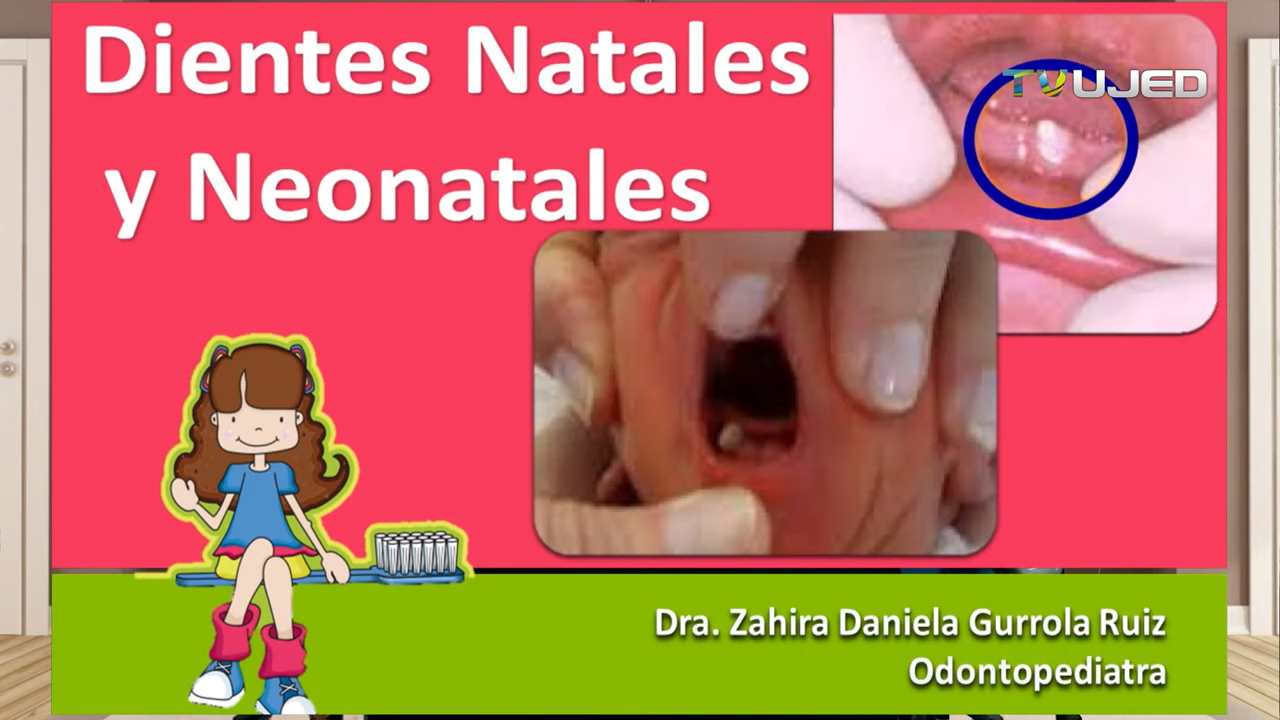 Dientes Natales
y Neonatales
TVUJED
Dra. Zahira Daniela Gurrola Ruiz
Odontopediatra